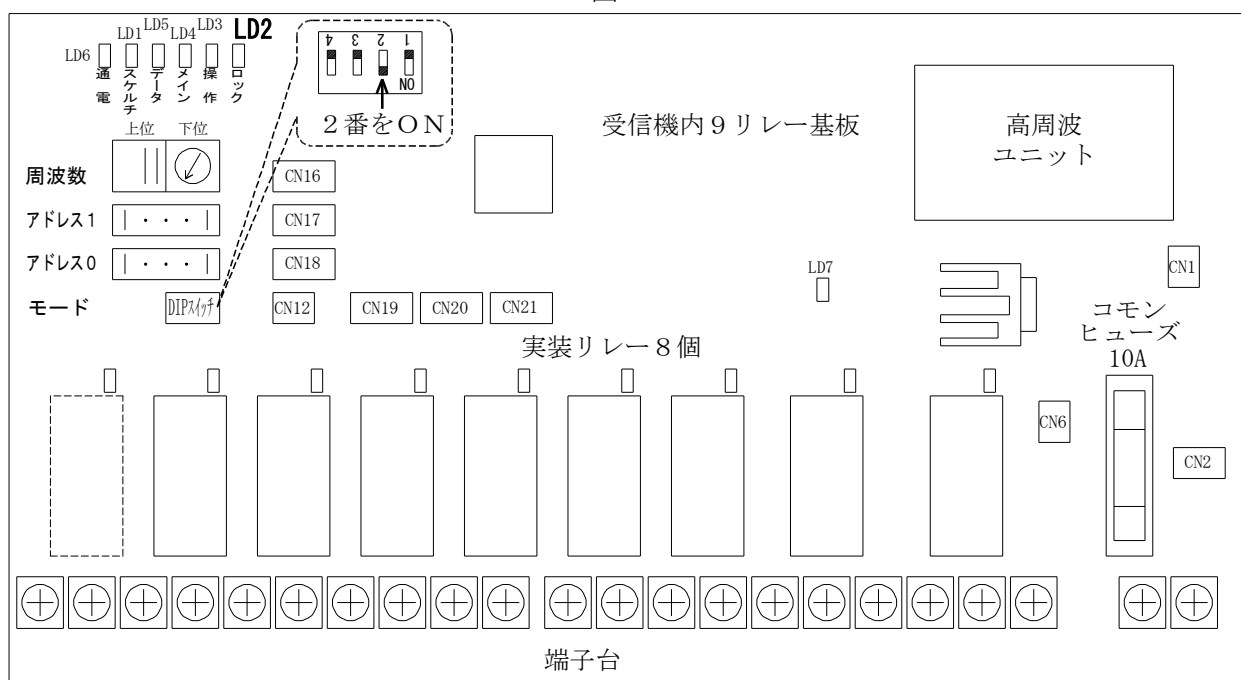 LD6 LD1 LD5 LD4 LD3 LD2
通電 スケルチ データ メイン 操作 ロック
4 3 2 1
ON
2番をON
上位 下位
周波数
アドレス1
アドレス0
モード
DIPスイッチ
CN16
CN17
CN18
CN12 CN19 CN20 CN21
受信機内9リレー基板
高周波
ユニット
LD7
CN1
実装リレー8個
コモン
ヒューズ
10A
CN6
CN2
端子台